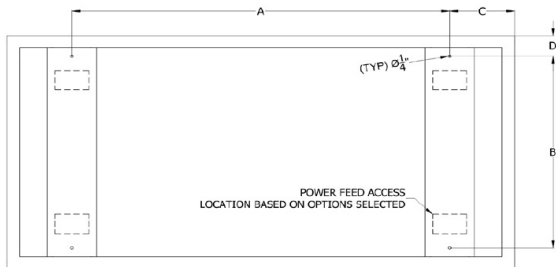 A
C
D
(TYP) Ø1/4"
B
POWER FEED ACCESS
LOCATION BASED ON OPTIONS SELECTED